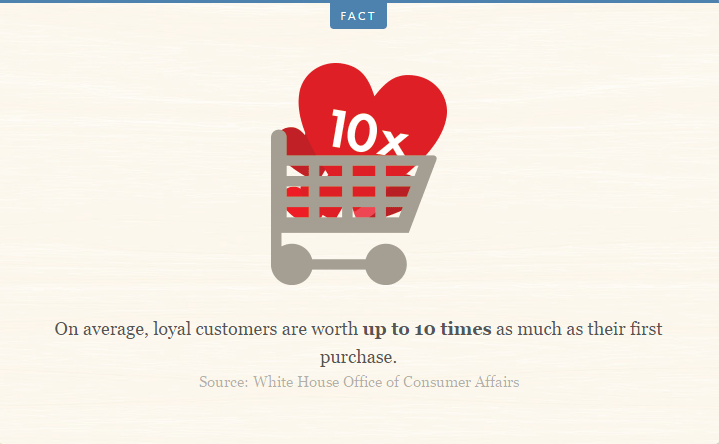 FACT
10x
On average, loyal customers are worth up to 10 times as much as their first
purchase.
Source: White House Office of Consumer Affairs